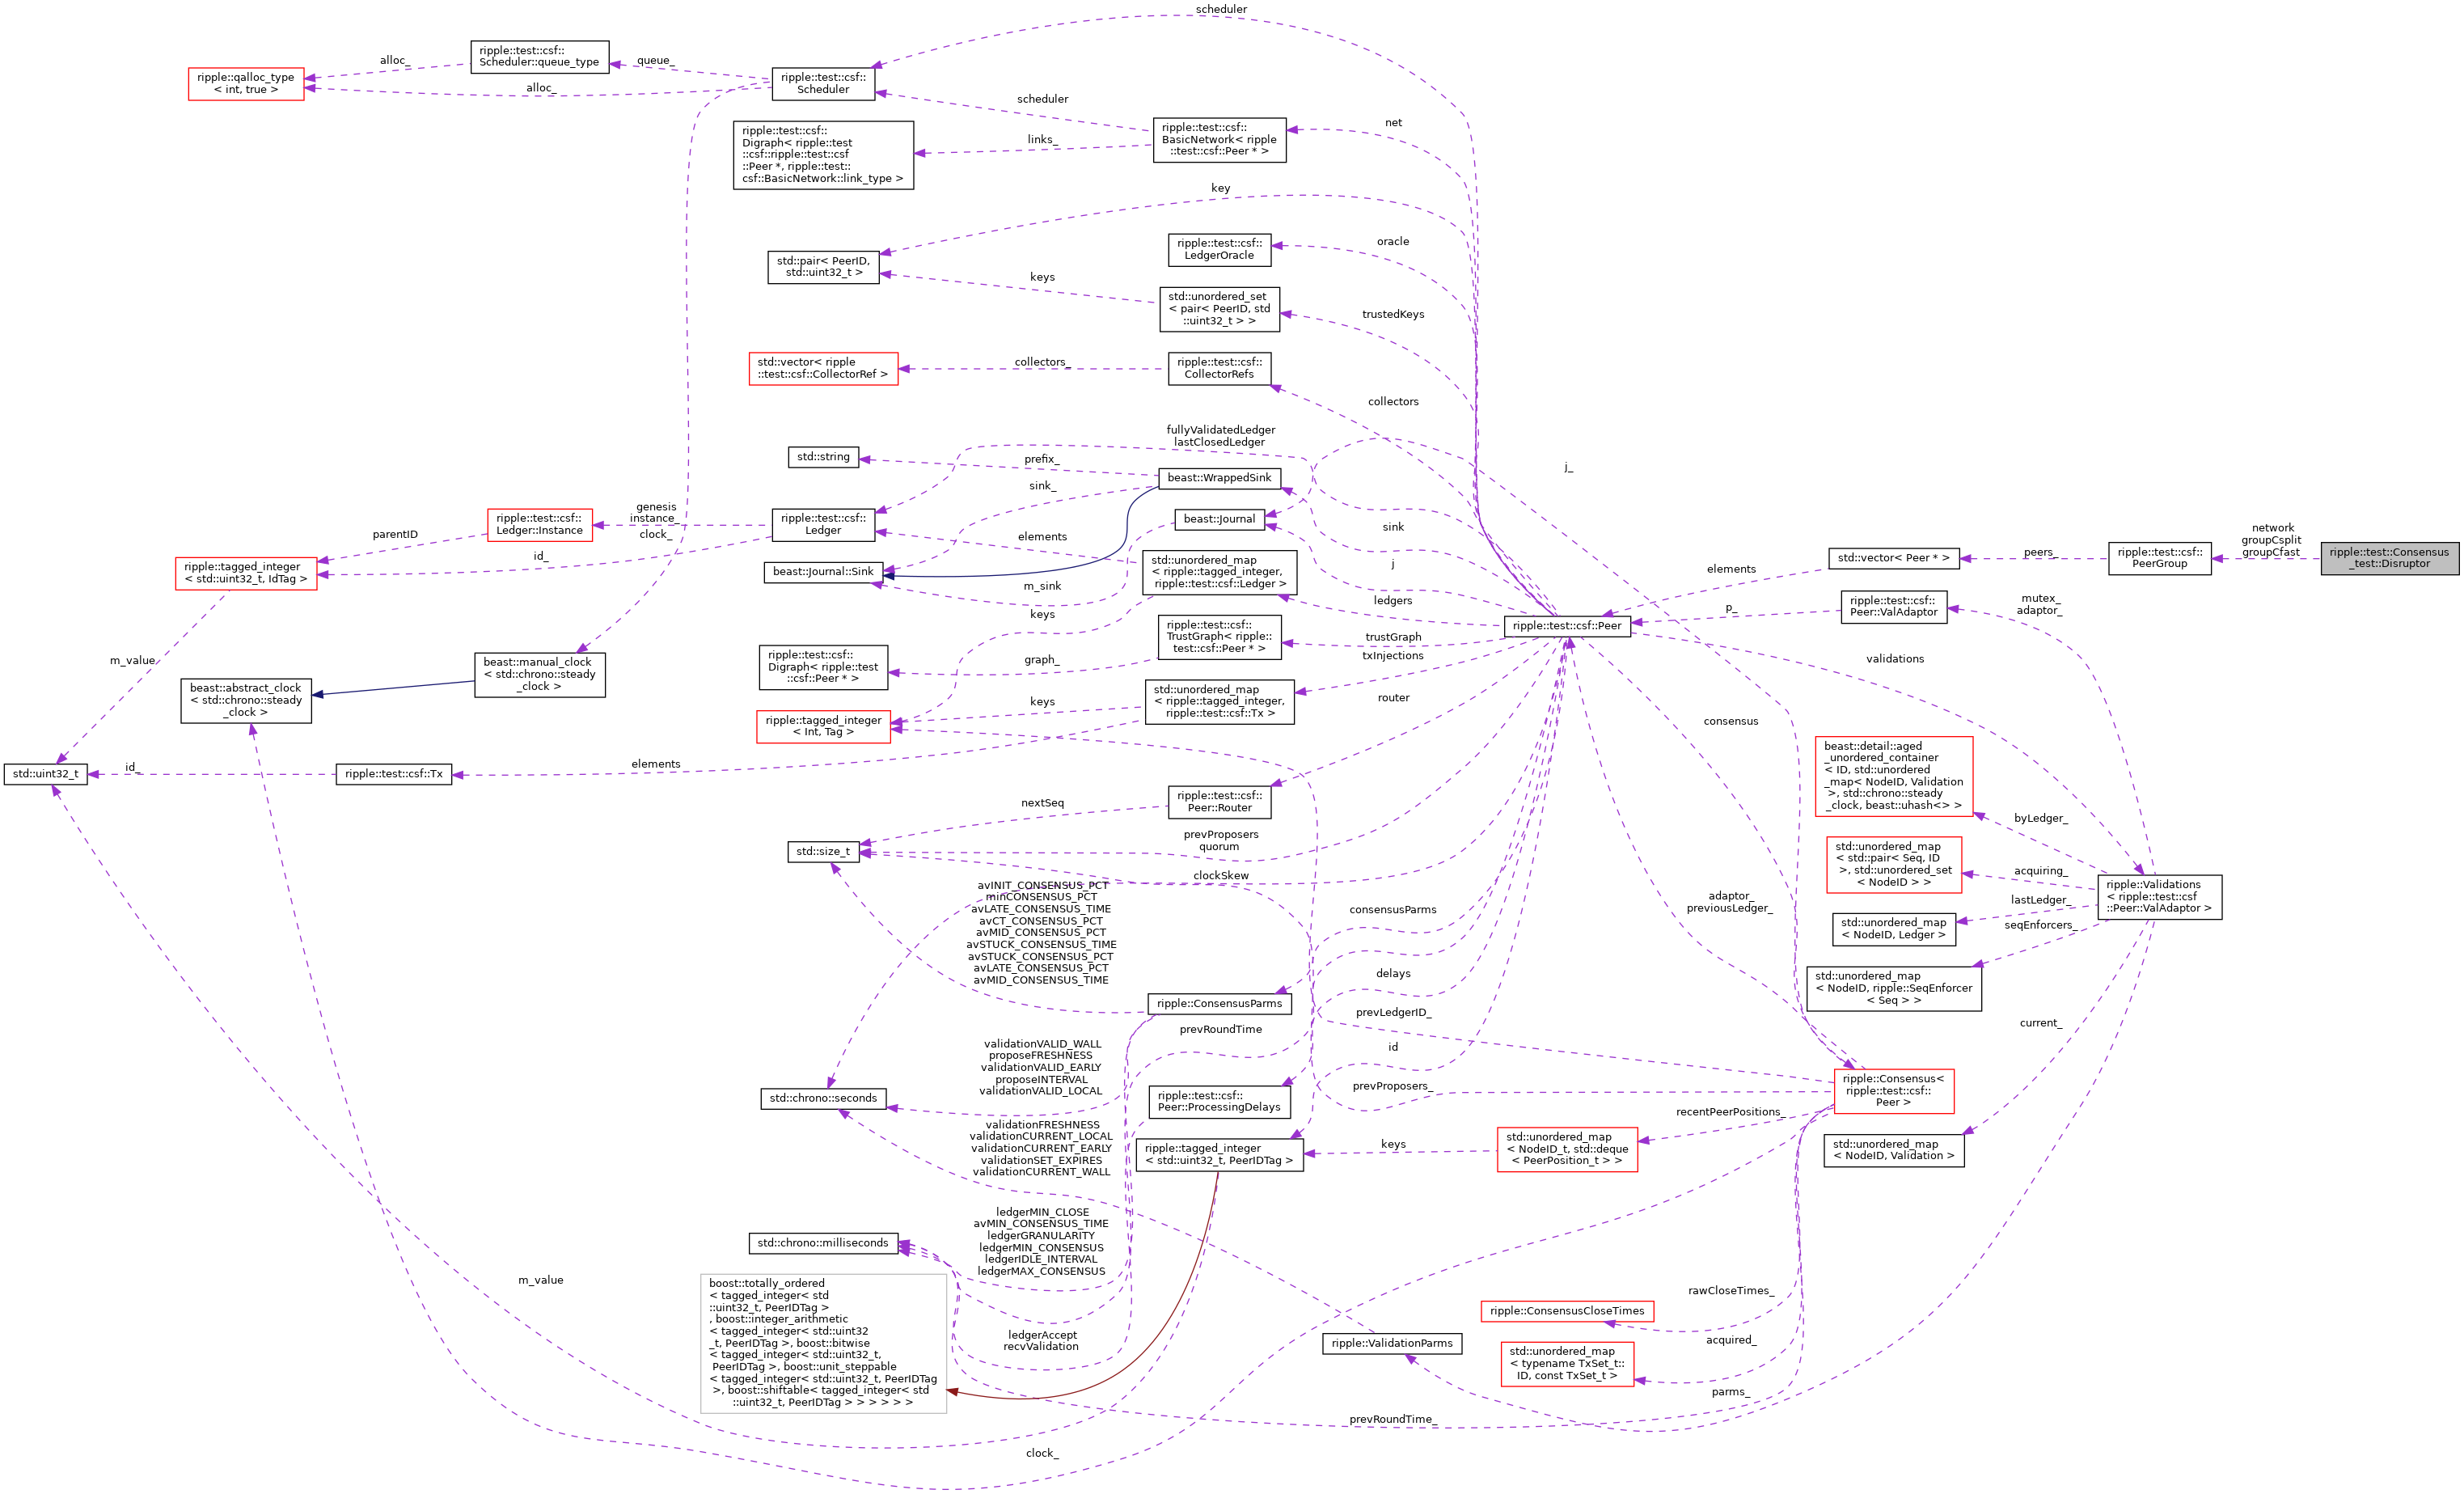 scheduler
ripple::test::csf::
Scheduler::queue_type
alloc_
queue_
ripple::qalloc_type
< int, true >
alloc_
ripple::test::csf::
Scheduler
scheduler
net
ripple::test::csf::
BasicNetwork< ripple
::test::csf::Peer * >
links_
ripple::test::csf::
Digraph< ripple::test
::csf::ripple::test::csf
::Peer *, ripple::test::
csf::BasicNetwork::link_type >
key
oracle
ripple::test::csf::
LedgerOracle
std::pair< PeerID,
std::uint32_t >
keys
std::unordered_set
< pair< PeerID, std
::uint32_t > >
trustedKeys
std::vector< ripple
::test::csf::CollectorRef >
collectors_
ripple::test::csf::
CollectorRefs
collectors
fullyValidatedLedger
lastClosedLedger
std::string
prefix_
beast::WrappedSink
j_
sink_
genesis
instance_
ripple::test::csf::
Ledger::Instance
ripple::test::csf::
Ledger
beast::Journal
sink
parentID
clock_
id_
elements
ripple::tagged_integer
< std::uint32_t, IdTag >
beast::Journal::Sink
m_sink
std::unordered_map
< ripple::tagged_integer,
ripple::test::csf::Ledger >
j
ledgers
keys
network
groupCsplit
groupCfast
ripple::test::Consensus
_test::Disruptor
std::vector< Peer * >
peers_
ripple::test::csf::
PeerGroup
elements
ripple::test::csf::
Peer::ValAdaptor
p_
mutex_
adaptor_
ripple::test::csf::Peer
ripple::test::csf::
TrustGraph< ripple::
test::csf::Peer * >
trustGraph
txInjections
graph_
ripple::test::csf::
Digraph< ripple::test
::csf::Peer * >
validations
m_value
beast::manual_clock
< std::chrono::steady
_clock >
beast::abstract_clock
< std::chrono::steady
_clock >
std::unordered_map
< ripple::tagged_integer,
ripple::test::csf::Tx >
keys
router
ripple::tagged_integer
< Int, Tag >
consensus
elements
std::uint32_t
id_
ripple::test::csf::Tx
beast::detail::aged
_unordered_container
< ID, std::unordered
_map< NodeID, Validation
>, std::chrono::steady
_clock, beast::uhash<> >
byLedger_
ripple::test::csf::
Peer::Router
nextSeq
std::size_t
prevProposers
quorum
clockSkew
std::unordered_map
< std::pair< Seq, ID
>, std::unordered_set
< NodeID > >
acquiring_
ripple::Validations
< ripple::test::csf
::Peer::ValAdaptor >
lastLedger_
std::unordered_map
< NodeID, Ledger >
seqEnforcers_
adaptor_
previousLedger_
consensusParms
avINIT_CONSENSUS_PCT
minCONSENSUS_PCT
avLATE_CONSENSUS_TIME
avCT_CONSENSUS_PCT
avMID_CONSENSUS_PCT
avSTUCK_CONSENSUS_TIME
avSTUCK_CONSENSUS_PCT
avLATE_CONSENSUS_PCT
avMID_CONSENSUS_TIME
std::unordered_map
< NodeID, ripple::SeqEnforcer
< Seq > >
delays
ripple::ConsensusParms
prevLedgerID_
current_
prevRoundTime
validationVALID_WALL
proposeFRESHNESS
validationVALID_EARLY
proposeINTERVAL
validationVALID_LOCAL
id
prevProposers_
ripple::Consensus<
ripple::test::csf::
Peer >
std::chrono::seconds
ripple::test::csf::
Peer::ProcessingDelays
recentPeerPositions_
validationFRESHNESS
validationCURRENT_LOCAL
validationCURRENT_EARLY
validationSET_EXPIRES
validationCURRENT_WALL
ripple::tagged_integer
< std::uint32_t, PeerIDTag >
keys
std::unordered_map
< NodeID_t, std::deque
< PeerPosition_t > >
std::unordered_map
< NodeID, Validation >
ledgerMIN_CLOSE
avMIN_CONSENSUS_TIME
ledgerGRANULARITY
ledgerMIN_CONSENSUS
ledgerIDLE_INTERVAL
ledgerMAX_CONSENSUS
std::chrono::milliseconds
m_value
boost::totally_ordered
< tagged_integer< std
::uint32_t, PeerIDTag >
, boost::integer_arithmetic
< tagged_integer< std::uint32
_t, PeerIDTag >, boost::bitwise
< tagged_integer< std::uint32_t,
PeerIDTag >, boost::unit_steppable
< tagged_integer< std::uint32_t, PeerIDTag
>, boost::shiftable< tagged_integer< std
::uint32_t, PeerIDTag > > > > > >
ledgerAccept
recvValidation
ripple::ValidationParms
rawCloseTimes_
ripple::ConsensusCloseTimes
acquired_
std::unordered_map
< typename TxSet_t::
ID, const TxSet_t >
parms_
prevRoundTime_
clock_